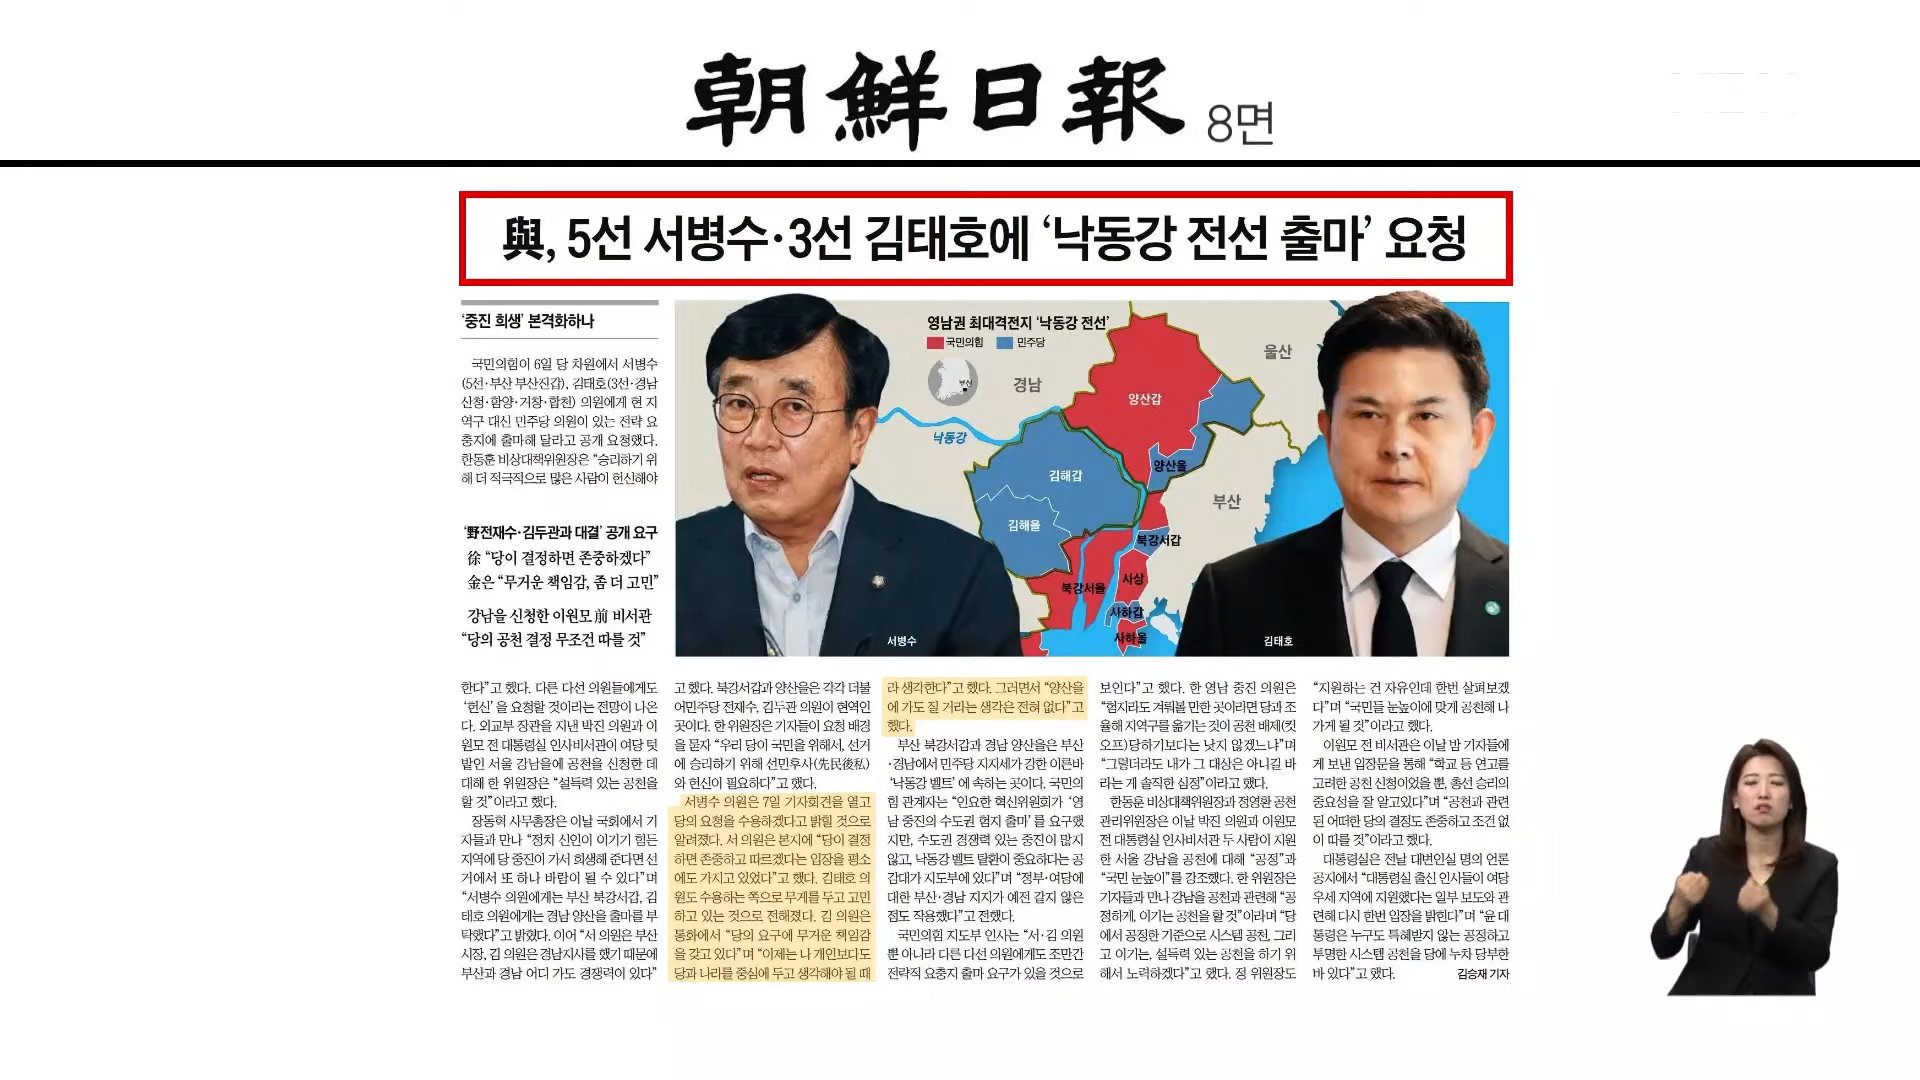 朝鮮日報 8면
與, 5선 서병수·3선 김태호에 ‘낙동강 전선 출마’ 요청
‘중진 희생’ 본격화하나
국민의힘이 6일 당 차원에서 서병수
(5선·부산 부산진갑), 김태호(3선·경남
산청·함양·거창·합천) 의원에게 현 지
역구 대신 민주당 의원이 있는 전략 요
충지에 출마해 달라고 공개 요청했다.
한동훈 비상대책위원장은 “승리하기 위
해 더 적극적으로 많은 사람이 헌신해야
‘野전재수·김두관과 대결’ 공개 요구
徐 “당이 결정하면 존중하겠다”
金은 “무거운 책임감, 좀 더 고민”
강남을 신청한 이원모 前 비서관
“당의 공천 결정 무조건 따를 것”
영남권 최대격전지 ‘낙동강 전선’
국민의힘 민주당
부산
경남
울산
낙동강
양산갑
양산을
김해갑
김해을
부산
북강서갑
북강서을
사상
사하갑
사하을
서병수
김태호
한다”고 했다. 다른 다선 의원들에게도
‘헌신’을 요청할 것이라는 전망이 나온
다. 외교부 장관을 지낸 박진 의원과 이
원모 전 대통령실 인사비서관이 여당 텃
밭인 서울 강남을에 공천을 신청한 데
대해 한 위원장은 “설득력 있는 공천을
할 것”이라고 했다.
장동혁 사무총장은 이날 국회에서 기
자들과 만나 “정치 신인이 이기기 힘든
지역에 당 중진이 가서 희생해 준다면 선
거에서 또 하나 바람이 될 수 있다”며
“서병수 의원에게는 부산 북강서갑, 김
태호 의원에게는 경남 양산을 출마를 부
탁했다”고 밝혔다. 이어 “서 의원은 부산
시장, 김 의원은 경남지사를 했기 때문에
부산과 경남 어디 가도 경쟁력이 있다”
고 했다. 북강서갑과 양산을은 각각 더불
어민주당 전재수, 김두관 의원이 현역인
곳이다. 한 위원장은 기자들이 요청 배경
을 묻자 “우리 당이 국민을 위해서, 선거
에 승리하기 위해 선민후사(先民後私)
와 헌신이 필요하다”고 했다.
서병수 의원은 7일 기자회견을 열고
당의 요청을 수용하겠다고 밝힐 것으로
알려졌다. 서 의원은 본지에 “당이 결정
하면 존중하고 따르겠다는 입장을 평소
에도 가지고 있었다”고 했다. 김태호 의
원도 수용하는 쪽으로 무게를 두고 고민
하고 있는 것으로 전해졌다. 김 의원은
통화에서 “당의 요구에 무거운 책임감
을 갖고 있다”며 “이제는 나 개인보다도
당과 나라를 중심에 두고 생각해야 될 때
라 생각한다”고 했다. 그러면서 “양산을
에 가도 질 거라는 생각은 전혀 없다”고
했다.
부산 북강서갑과 경남 양산을은 부산
·경남에서 민주당 지지세가 강한 이른바
‘낙동강 벨트’에 속하는 곳이다. 국민의
힘 관계자는 “인요한 혁신위원회가 ‘영
남 중진의 수도권 험지 출마’를 요구했
지만, 수도권 경쟁력 있는 중진이 많지
않고, 낙동강 벨트 탈환이 중요하다는 공
감대가 지도부에 있다”며 “정부·여당에
대한 부산·경남 지지가 예전 같지 않은
점도 작용했다”고 전했다.
국민의힘 지도부 인사는 “서·김 의원
뿐 아니라 다른 다선 의원에게도 조만간
전략적 요충지 출마 요구가 있을 것으로
보인다”고 했다. 한 영남 중진 의원은
“험지라도 겨뤄볼 만한 곳이라면 당과 조
율해 지역구를 옮기는 것이 공천 배제(컷
오프)당하기보다는 낫지 않겠느냐”며
“그렇더라도 내가 그 대상은 아니길 바
라는 게 솔직한 심정”이라고 했다.
한동훈 비상대책위원장과 정영환 공천
관리위원장은 이날 박진 의원과 이원모
전 대통령실 인사비서관 두 사람이 지원
한 서울 강남을 공천에 대해 “공정”과
“국민 눈높이”를 강조했다. 한 위원장은
기자들과 만나 강남을 공천과 관련해 “공
정하게, 이기는 공천을 할 것”이라며 “당
에서 공정한 기준으로 시스템 공천, 그리
고 이기는, 설득력 있는 공천을 하기 위
해서 노력하겠다”고 했다. 정 위원장도
“지원하는 건 자유인데 한번 살펴보겠
다”며 “국민들 눈높이에 맞게 공천해 나
가게 될 것”이라고 했다.
이원모 전 비서관은 이날 밤 기자들에
게 보낸 입장문을 통해 “학교 등 연고를
고려한 공천 신청이었을 뿐, 총선 승리의
중요성을 잘 알고있다”며 “공천과 관련
된 어떠한 당의 결정도 존중하고 조건 없
이 따를 것”이라고 했다.
대통령실은 전날 대변인실 명의 언론
공지에서 “대통령실 출신 인사들이 여당
우세 지역에 지원했다는 일부 보도와 관
련해 다시 한번 입장을 밝힌다”며 “윤 대
통령은 누구도 특혜받지 않는 공정하고
투명한 시스템 공천을 당에 누차 당부한
바 있다”고 했다. 김승재 기자